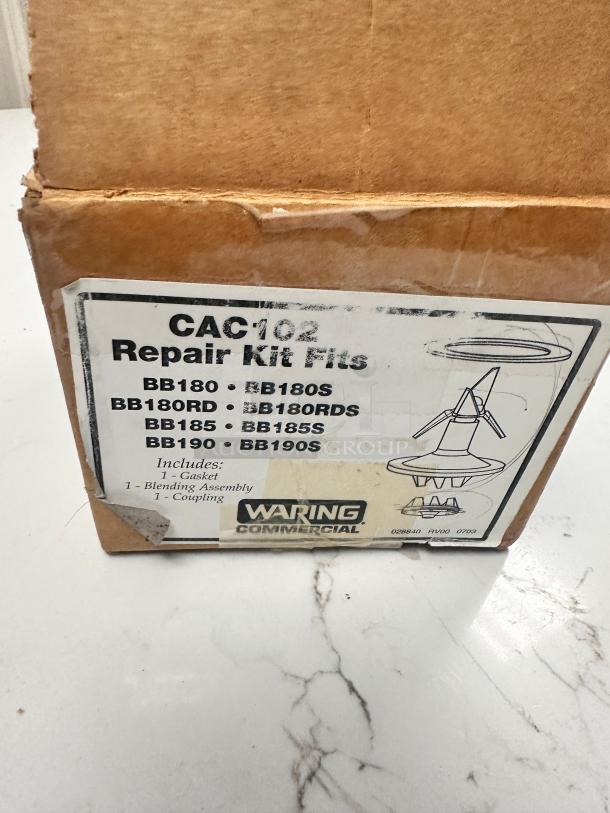 CAC102
Repair Kit Fits
BB180 • BB180S
BB180RD • BB180RDS
BB185 • BB185S
BB190 • BB190S
Includes:
1 - Gasket
1 - Blending Assembly
1 - Coupling
WARING
COMMERCIAL
028840 RV00 0703
GROUP